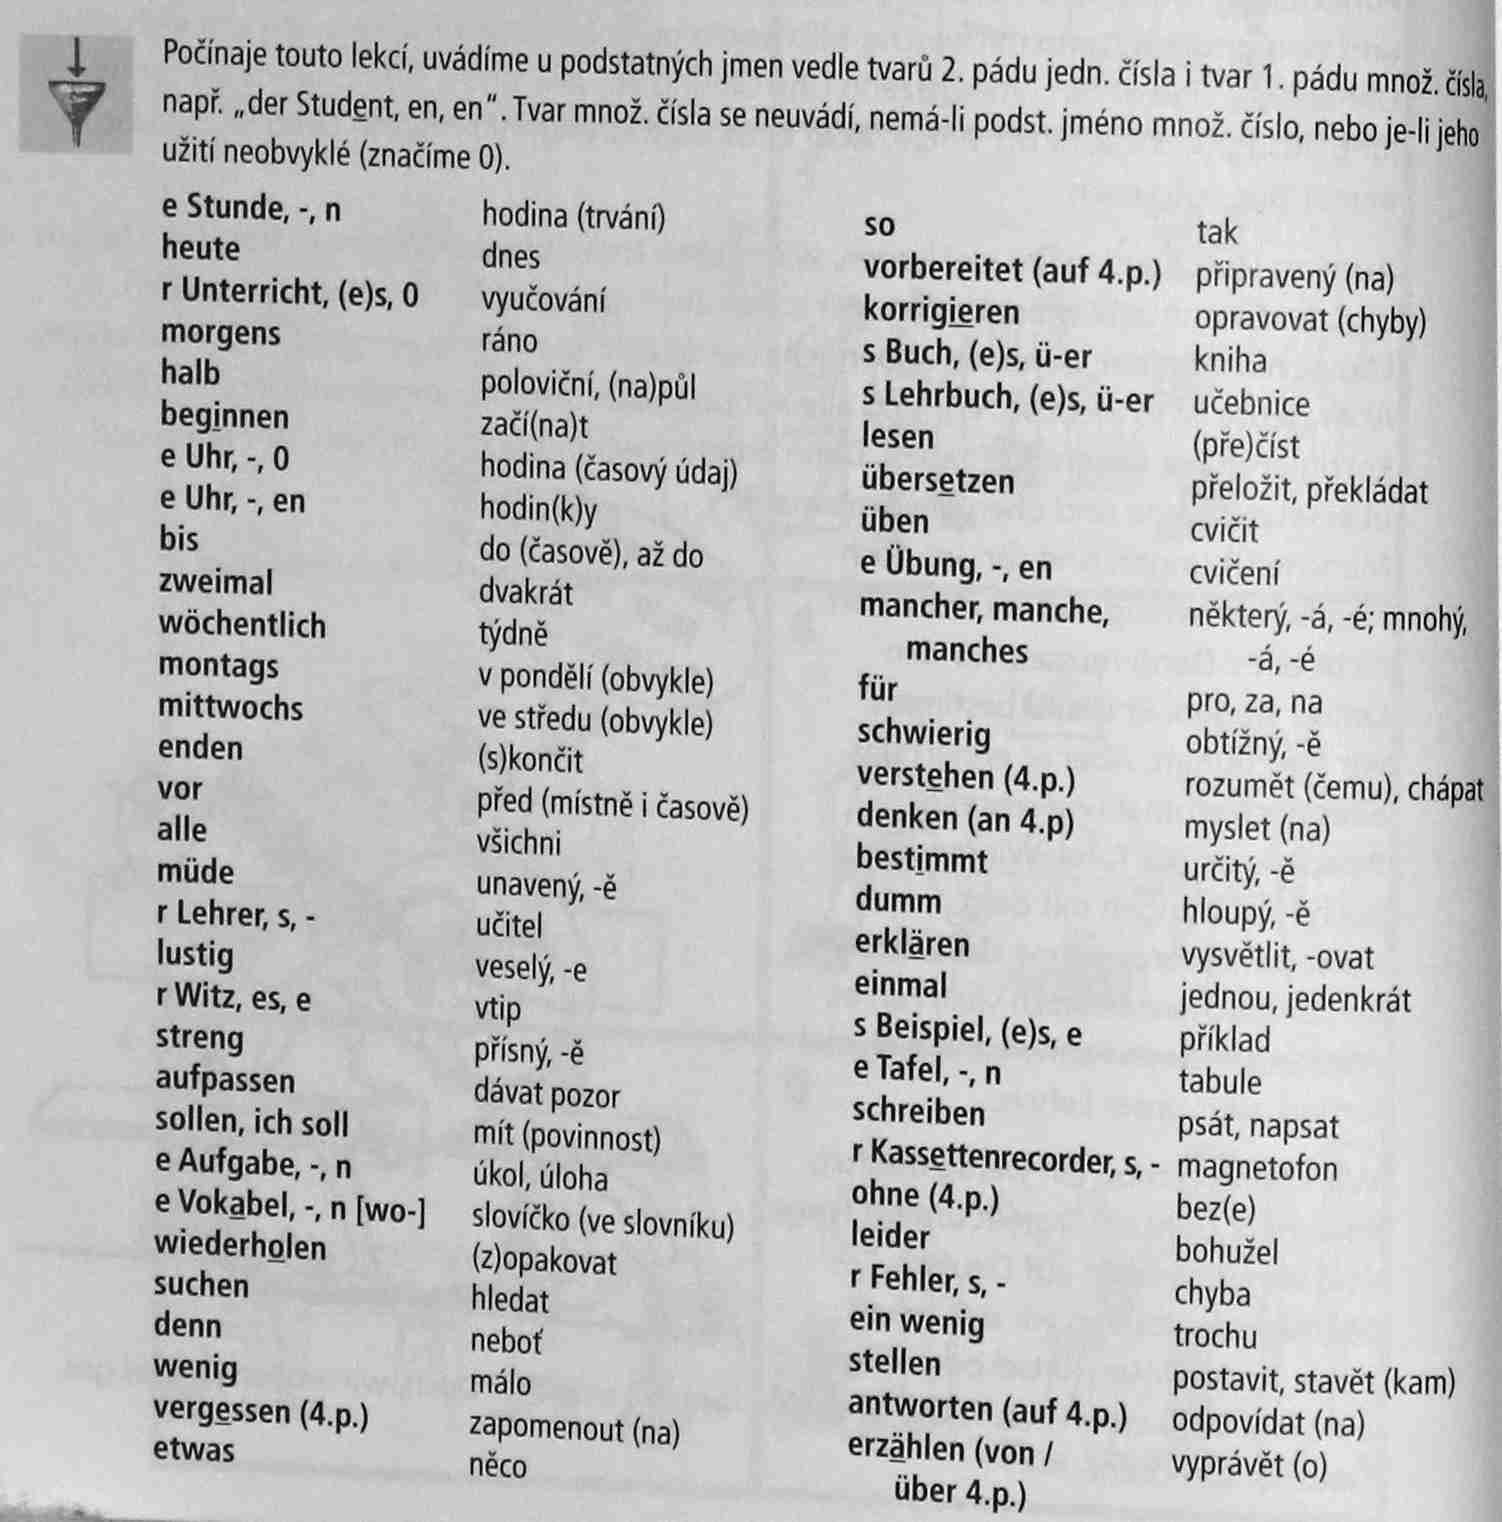 Počínaje touto lekcí, uvádíme u podstatných jmen vedle tvarů 2. pádu jedn. čísla i tvar 1. pádu množ. čísla,
např. „der Student, en, en“. Tvar množ. čísla se neuvádí, nemá-li podst. jméno množ. číslo, nebo je-li jeho
užití neobvyklé (značíme 0).
e Stunde, -, n hodina (trvání)
heute dnes
r Unterricht, (e)s, 0 vyučování
morgens ráno
halb poloviční, (na)půl
beginnen začí(na)t
e Uhr, -, 0 hodina (časový údaj)
e Uhr, -, en hodin(k)y
bis do (časově), až do
zweimal dvakrát
wöchentlich týdně
montags v pondělí (obvykle)
mittwochs ve středu (obvykle)
enden (s)končit
vor před (místně i časově)
alle všichni
müde unavený, -ě
r Lehrer, s, - učitel
lustig veselý, -e
r Witz, es, e vtip
streng přísný, -ě
aufpassen dávat pozor
sollen, ich soll mít (povinnost)
e Aufgabe, -, n úkol, úloha
e Vokabel, -, n [wo-] slovíčko (ve slovníku)
wiederholen (z)opakovat
suchen hledat
denn neboť
wenig málo
vergessen (4.p.) zapomenout (na)
etwas něco
so tak
vorbereitet (auf 4.p.) připravený (na)
korrigieren opravovat (chyby)
s Buch, (e)s, ü-er kniha
s Lehrbuch, (e)s, ü-er učebnice
lesen (pře)číst
übersetzen přeložit, překládat
üben cvičit
e Übung, -, en cvičení
mancher, manche, některý, -á, -é; mnohý,
manches -á, -é
für pro, za, na
schwierig obtížný, -ě
verstehen (4.p.) rozumět (čemu), chápat
denken (an 4.p) myslet (na)
bestimmt určitý, -ě
dumm hloupý, -ě
erklären vysvětlit, -ovat
einmal jednou, jedenkrát
s Beispiel, (e)s, e příklad
e Tafel, -, n tabule
schreiben psát, napsat
r Kassettenrecorder, s, - magnetofon
ohne (4.p.) bez(e)
leider bohužel
r Fehler, s, - chyba
ein wenig trochu
stellen postavit, stavět (kam)
antworten (auf 4.p.) odpovídat (na)
erzählen (von / vyprávět (o)
über 4.p.)